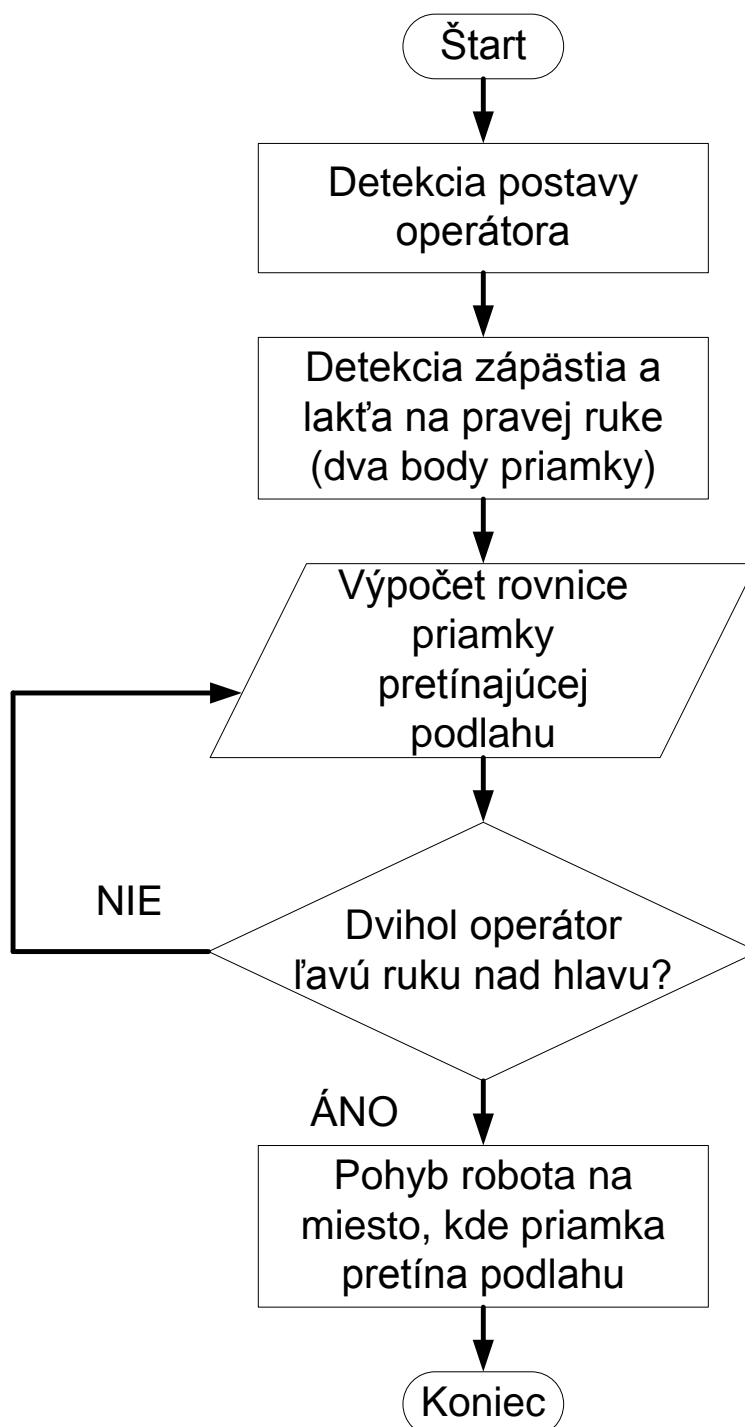 Štart
Detekcia postavy
operátora
Detekcia zápästia a
lakťa na pravej ruke
(dva body priamky)
Výpočet rovnice
priamky
pretínajúcej
podlahu
NIE
Dvihol operátor
ľavú ruku nad hlavu?
ÁNO
Pohyb robota na
miesto, kde priamka
pretína podlahu
Koniec